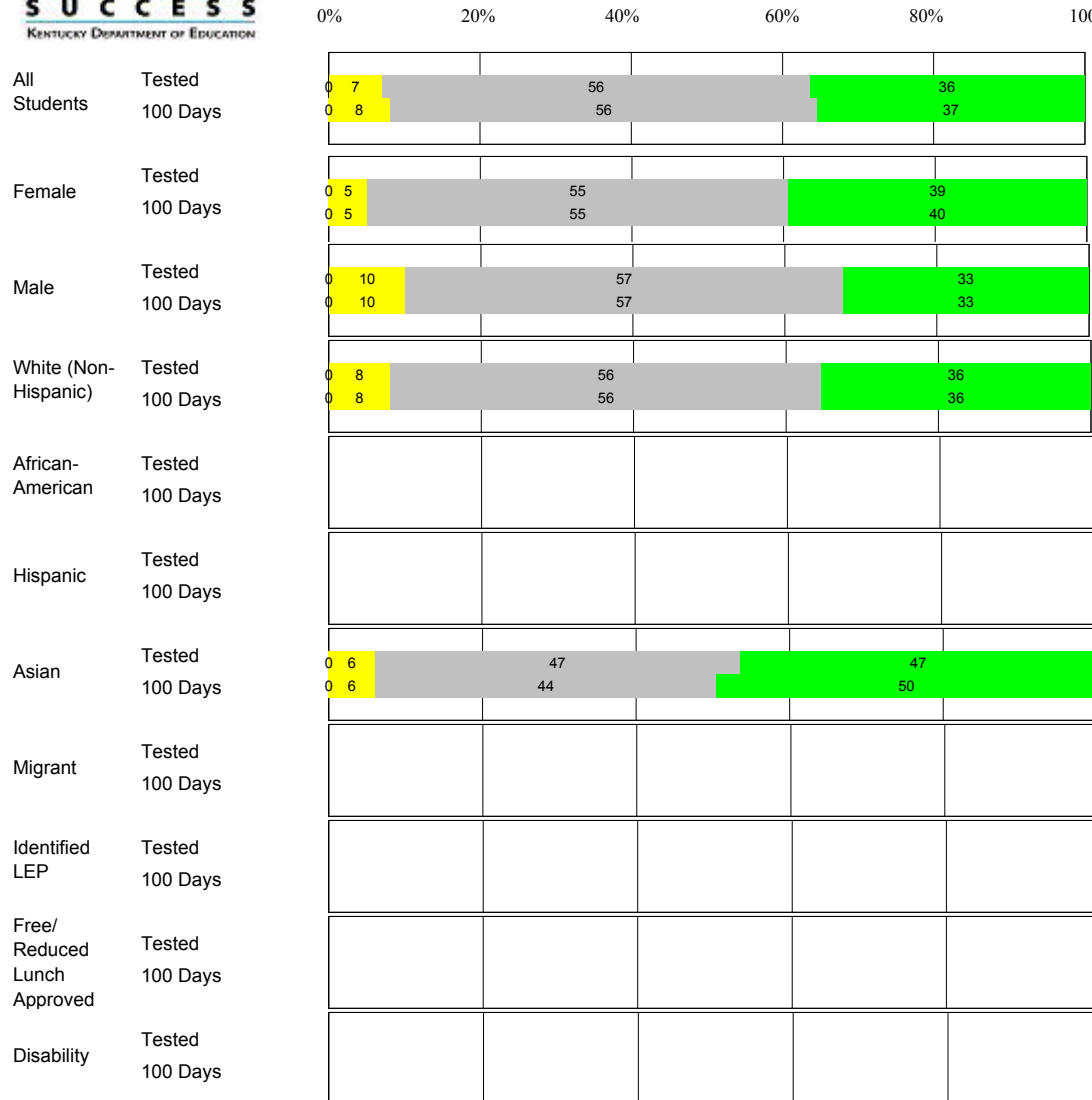 S U C C E S S
KENTUCKY DEPARTMENT OF EDUCATION
0% 20% 40% 60% 80% 100
All Students
Tested 0 7 56 36
100 Days 0 8 56 37
Female
Tested 0 5 55 39
100 Days 0 5 55 40
Male
Tested 0 10 57 33
100 Days 0 10 57 33
White (Non-
Hispanic)
Tested 0 8 56 36
100 Days 0 8 56 36
African-
American
Tested
100 Days
Hispanic
Tested
100 Days
Asian
Tested 0 6 47 47
100 Days 0 6 44 50
Migrant
Tested
100 Days
Identified
LEP
Tested
100 Days
Free/
Reduced
Lunch
Approved
Tested
100 Days
Disability
Tested
100 Days